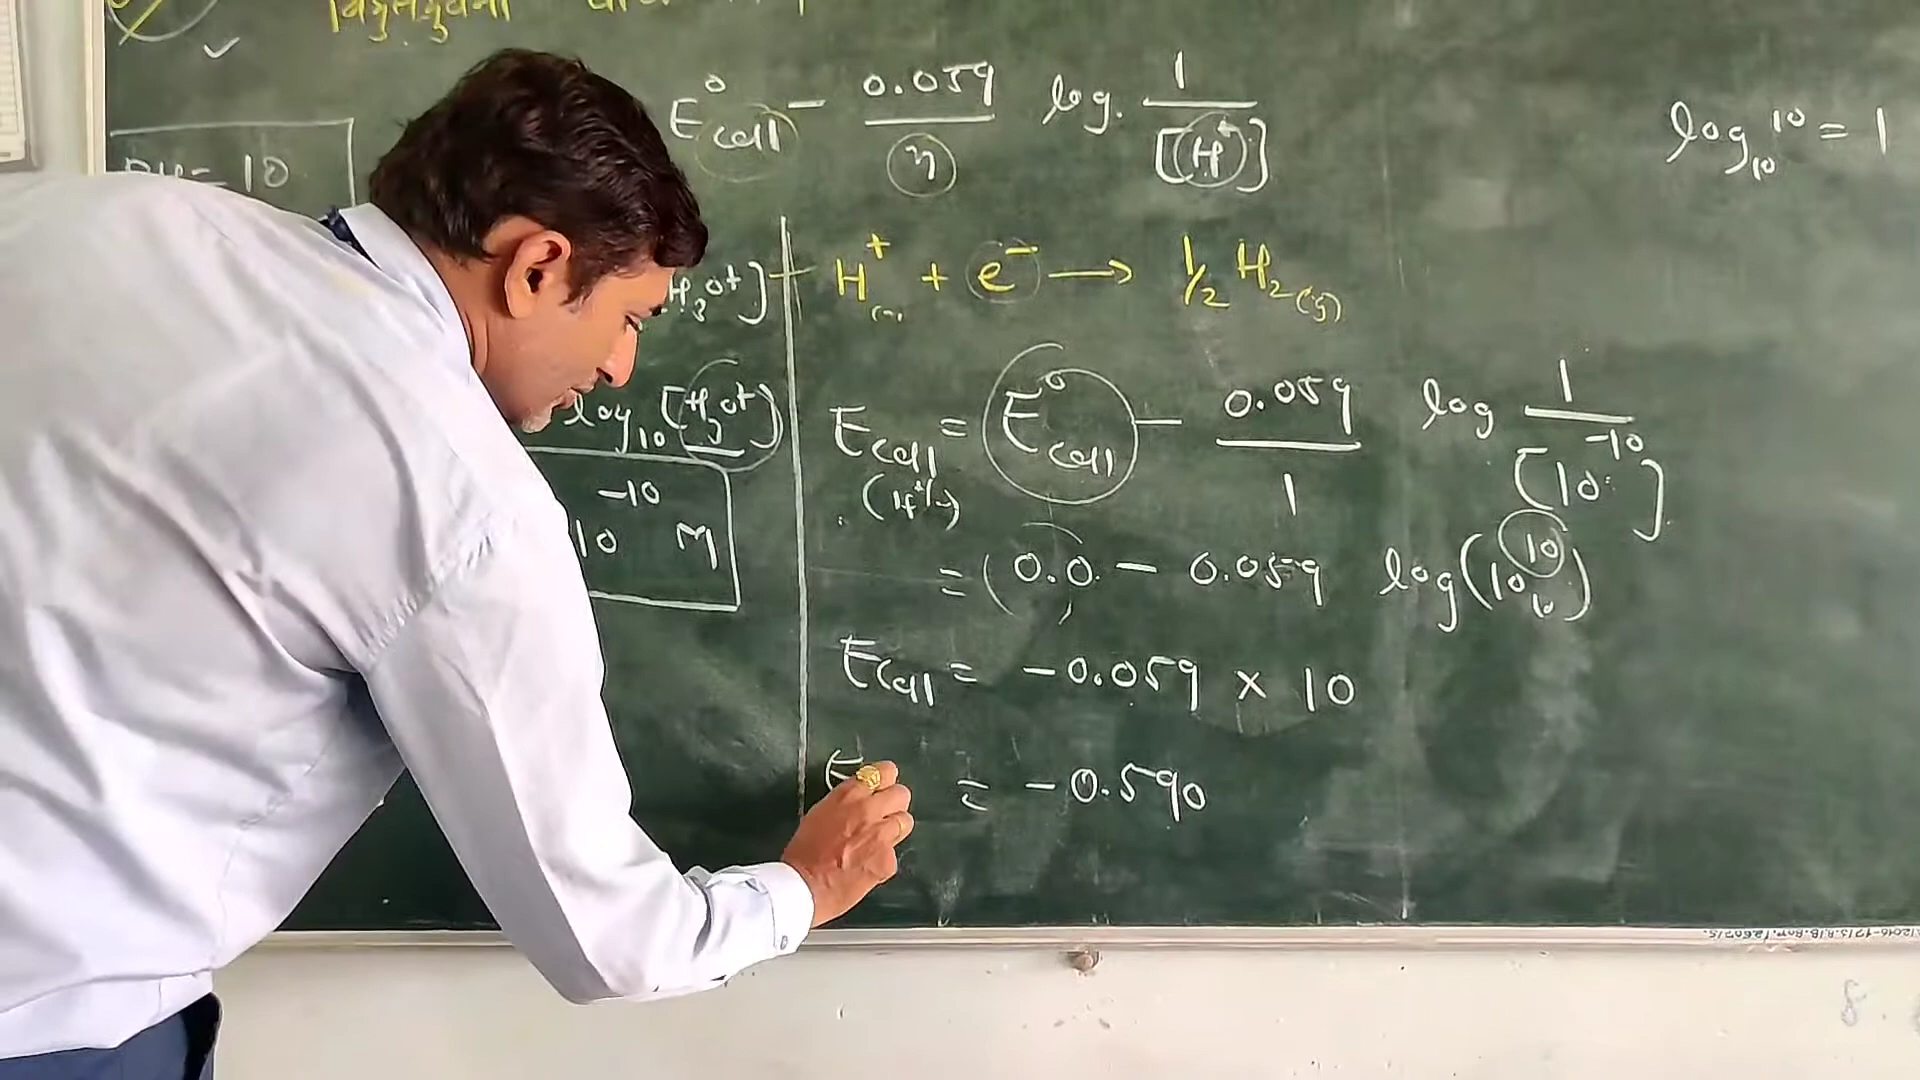 E°cell - 0.059/n log. 1/[H⁺]
log₁₀ 10 = 1
PH = 10
H₃O⁺]
H⁺ + e⁻ → 1/2 H₂(g)
log₁₀[H₃O⁺]
Ecell = E°cell - 0.059/1 log 1/[10⁻¹⁰]
10⁻¹⁰ M
= (0.0 - 0.059 log(10¹⁰)
Ecell = -0.059 × 10
E = -0.590
8